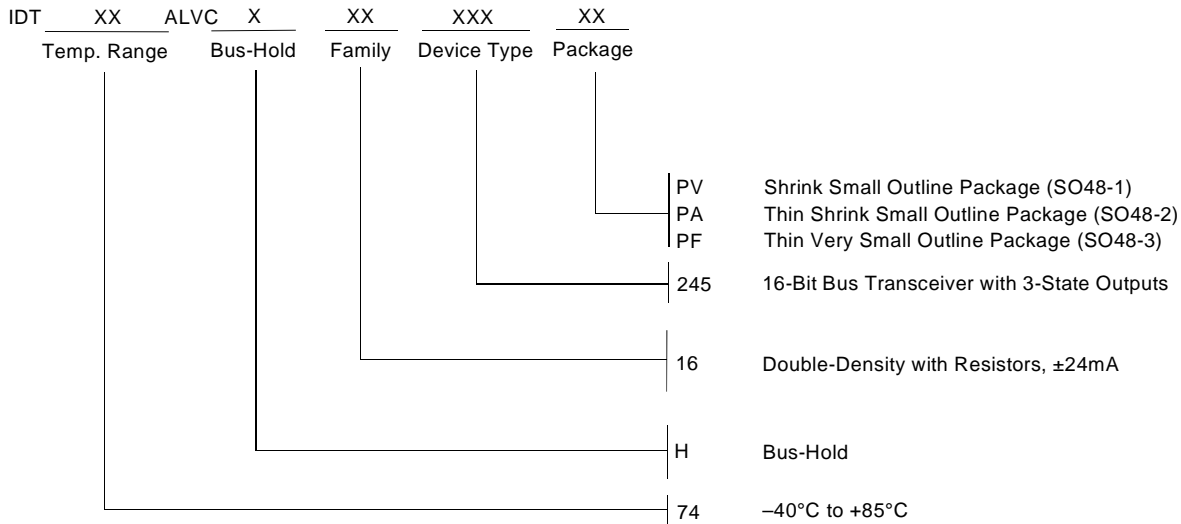 IDT XX ALVC X XX XXX XX
Temp. Range Bus-Hold Family Device Type Package
PV Shrink Small Outline Package (SO48-1)
PA Thin Shrink Small Outline Package (SO48-2)
PF Thin Very Small Outline Package (SO48-3)
245 16-Bit Bus Transceiver with 3-State Outputs
16 Double-Density with Resistors, ±24mA
H Bus-Hold
74 –40°C to +85°C